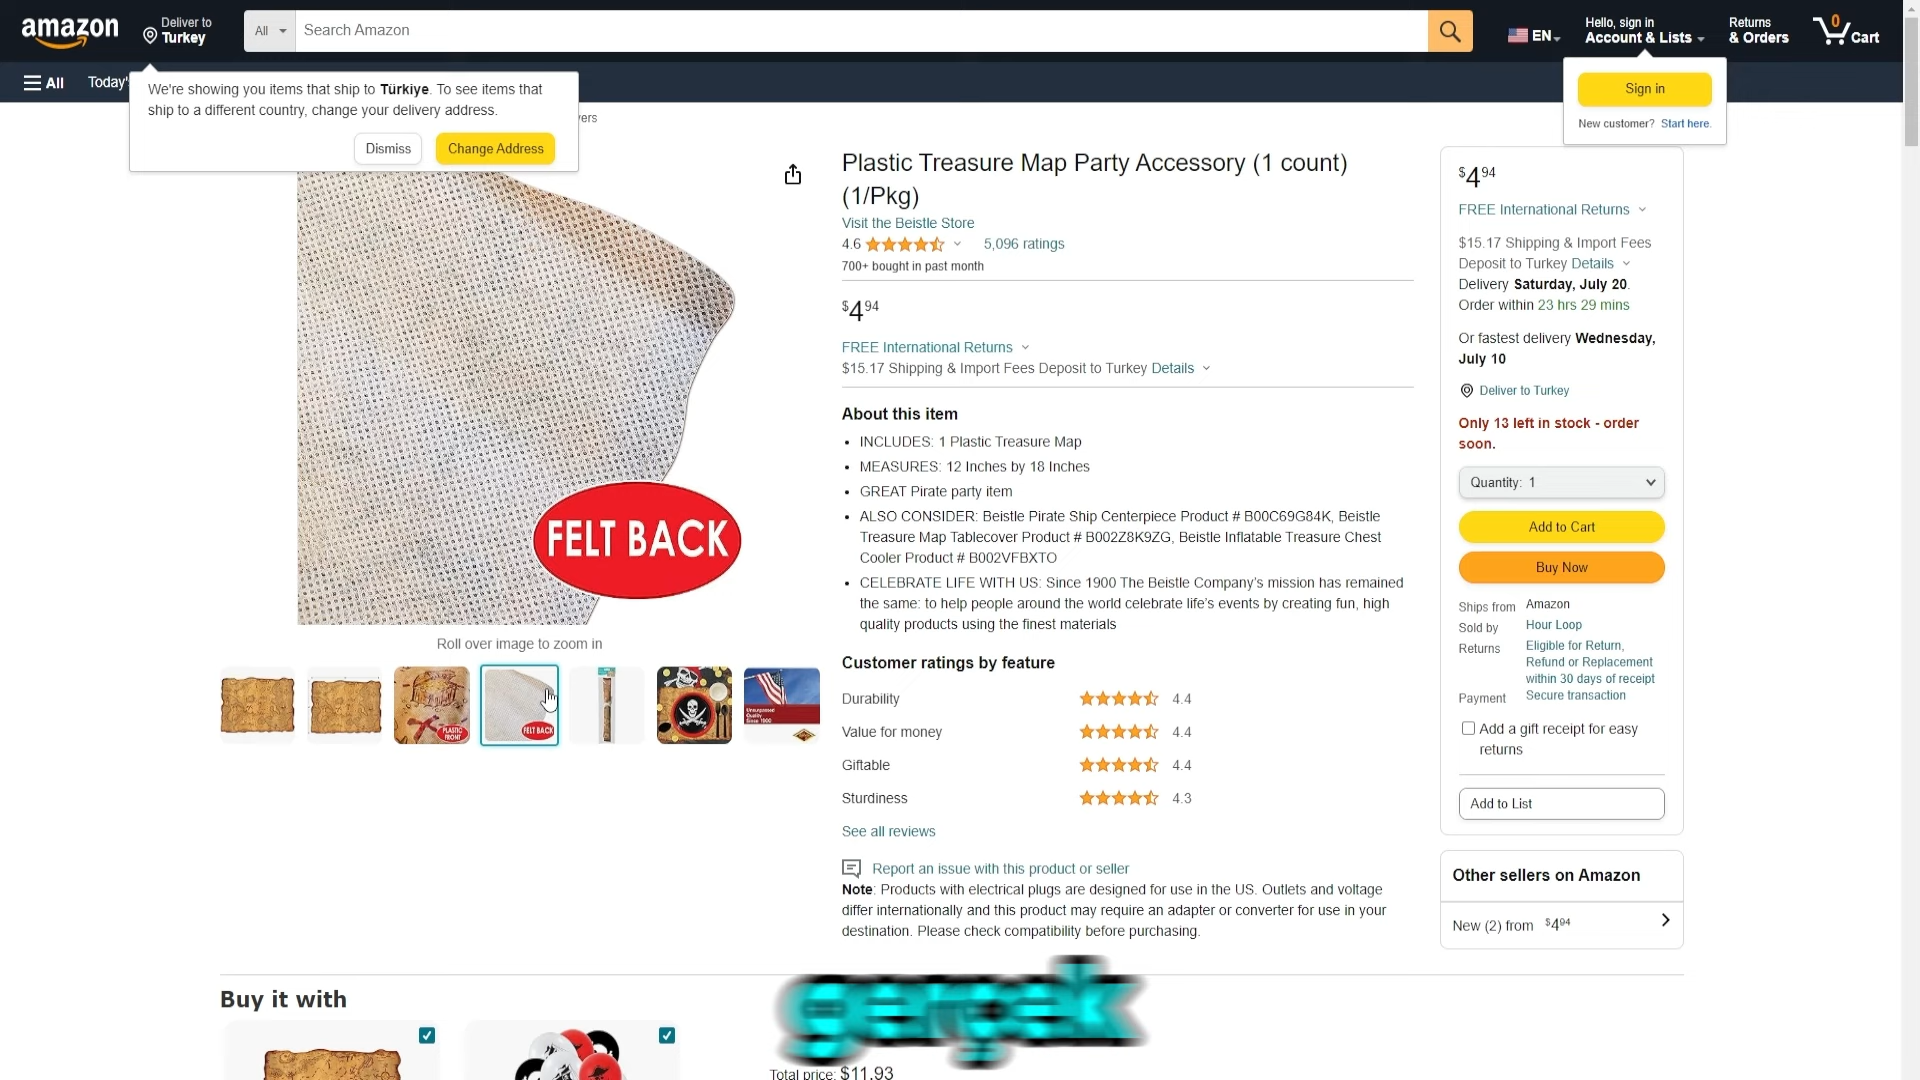 amazon
Deliver to
Turkey
All
Search Amazon
EN
Hello, sign in
Account & Lists
Returns
& Orders
0
Cart
All
Today'
We're showing you items that ship to Türkiye. To see items that
ship to a different country, change your delivery address.
Dismiss
Change Address
vers
Sign in
New customer? Start here.
FELT BACK
Roll over image to zoom in
PLASTIC
FRONT
FELT BACK
Unsurpassed
Quality
Since 1900
Plastic Treasure Map Party Accessory (1 count)
(1/Pkg)
Visit the Beistle Store
4.6
5,096 ratings
700+ bought in past month
$4.94
FREE International Returns
$15.17 Shipping & Import Fees Deposit to Turkey Details
About this item
• INCLUDES: 1 Plastic Treasure Map
• MEASURES: 12 Inches by 18 Inches
• GREAT Pirate party item
• ALSO CONSIDER: Beistle Pirate Ship Centerpiece Product # B00C69G84K, Beistle
Treasure Map Tablecover Product # B002Z8K9ZG, Beistle Inflatable Treasure Chest
Cooler Product # B002VFBXTO
• CELEBRATE LIFE WITH US: Since 1900 The Beistle Company's mission has remained
the same: to help people around the world celebrate life's events by creating fun, high
quality products using the finest materials
Customer ratings by feature
Durability 4.4
Value for money 4.4
Giftable 4.4
Sturdiness 4.3
See all reviews
Report an issue with this product or seller
Note: Products with electrical plugs are designed for use in the US. Outlets and voltage
differ internationally and this product may require an adapter or converter for use in your
destination. Please check compatibility before purchasing.
$4.94
FREE International Returns
$15.17 Shipping & Import Fees
Deposit to Turkey Details
Delivery Saturday, July 20.
Order within 23 hrs 29 mins
Or fastest delivery Wednesday,
July 10
Deliver to Turkey
Only 13 left in stock - order
soon.
Quantity: 1
Add to Cart
Buy Now
Ships from Amazon
Sold by Hour Loop
Returns Eligible for Return,
Refund or Replacement
within 30 days of receipt
Payment Secure transaction
Add a gift receipt for easy
returns
Add to List
Other sellers on Amazon
New (2) from $4.94
Buy it with
gerçek
Total price: $11.93